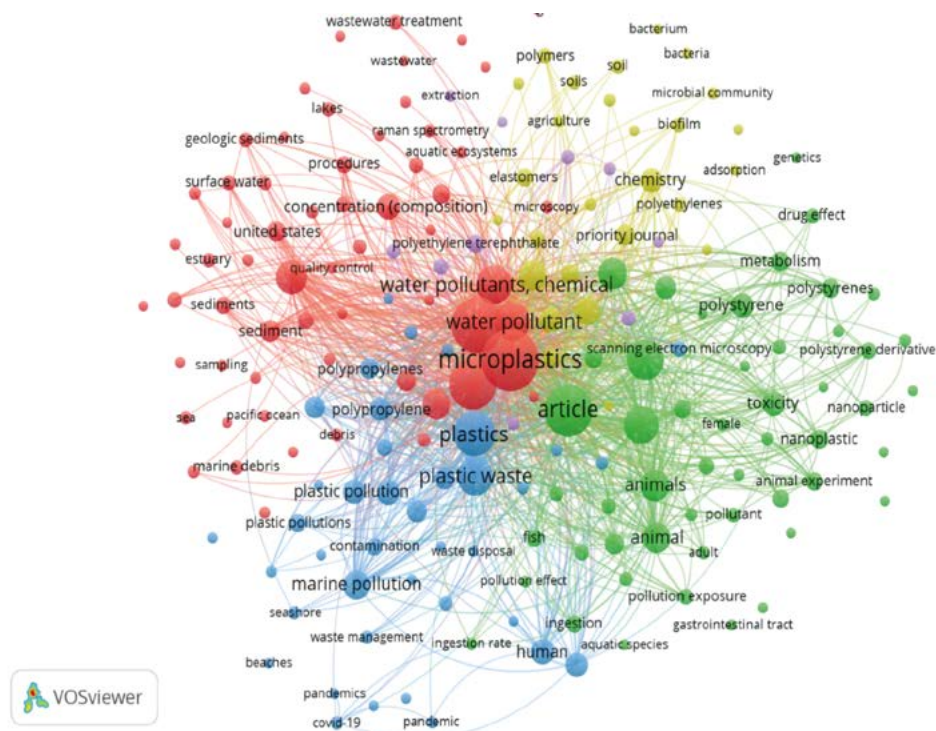 wastewater treatment
bacterium
polymers
bacteria
wastewater
soil
soils
extraction
microbial community
lakes
agriculture
biofilm
raman spectrometry
geologic sediments
aquatic ecosystems
genetics
procedures
adsorption
elastomers
chemistry
surface water
polyethylenes
concentration (composition)
microscopy
drug effect
united states
priority journal
polyethylene terephthalate
estuary
metabolism
quality control
water pollutants, chemical
polystyrenes
sediments
polystyrene
water pollutant
sediment
scanning electron microscopy
polystyrene derivative
microplastics
sampling
polypropylenes
toxicity
nanoparticle
article
polypropylene
sea
pacific ocean
female
debris
plastics
nanoplastic
marine debris
plastic waste
animal experiment
animals
plastic pollution
pollutant
plastic pollutions
fish
animal
contamination
waste disposal
adult
marine pollution
pollution effect
pollution exposure
seashore
ingestion
gastrointestinal tract
waste management
ingestion rate
aquatic species
human
beaches
pandemics
covid-19
pandemic
VOSviewer